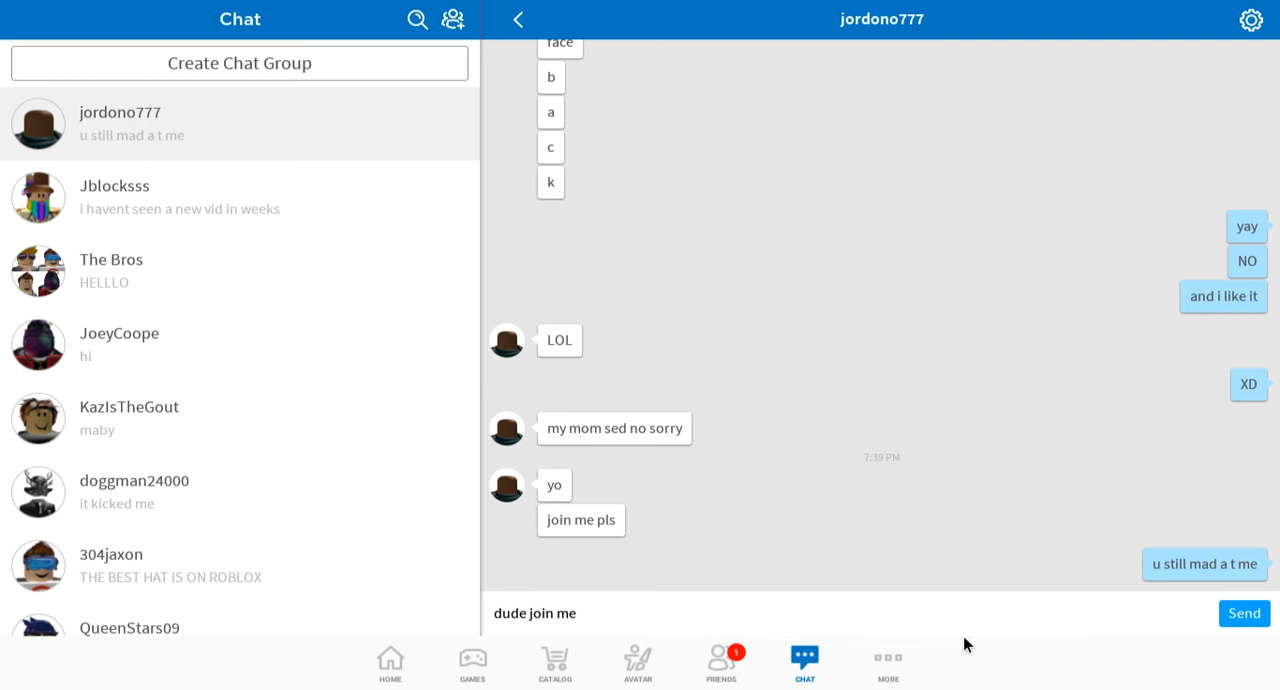 Chat
Create Chat Group
jordono777
u still mad a t me
Jblocksss
i havent seen a new vid in weeks
The Bros
HELLLO
JoeyCoope
hi
KazIsTheGout
maby
doggman24000
it kicked me
304jaxon
THE BEST HAT IS ON ROBLOX
QueenStars09
jordono777
face
b
a
c
k
yay
NO
and i like it
LOL
XD
my mom sed no sorry
7:39 PM
yo
join me pls
u still mad a t me
dude join me
Send
HOME
GAMES
CATALOG
AVATAR
1
FRIENDS
CHAT
MORE